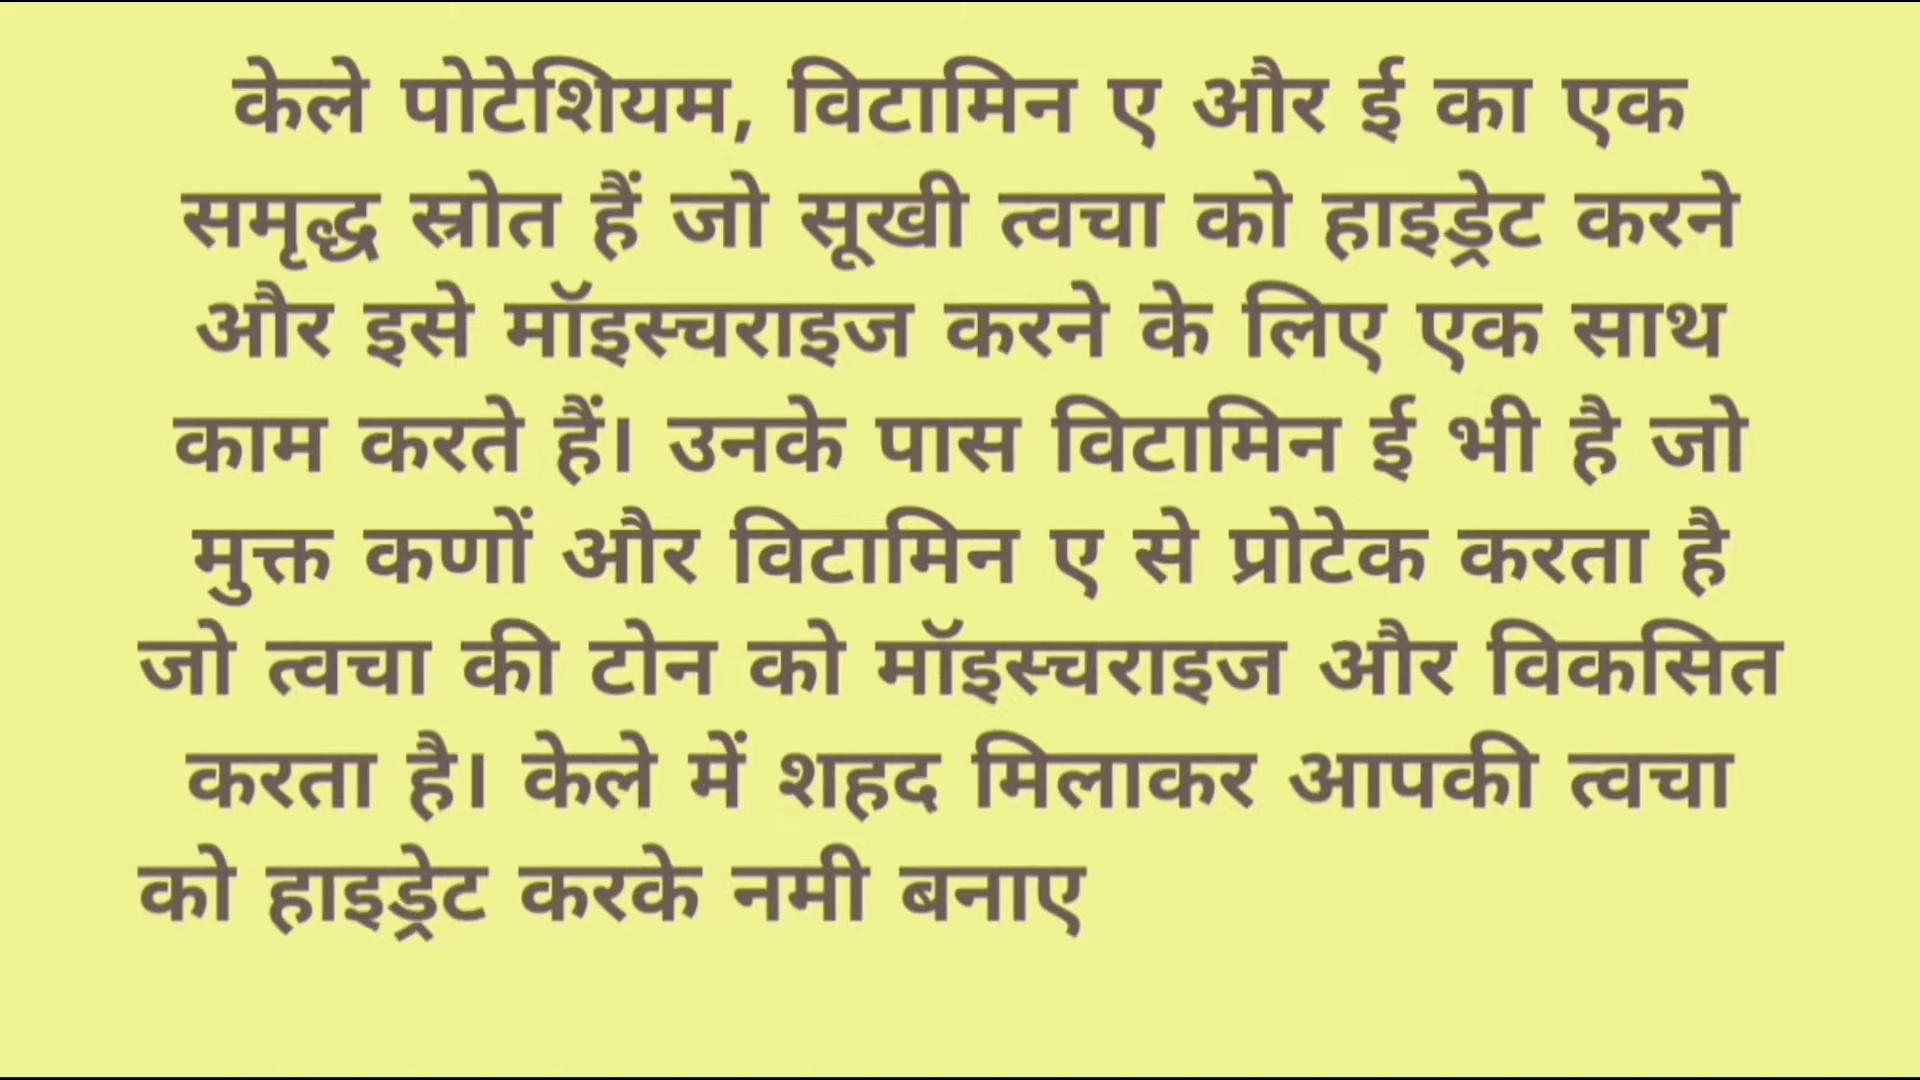 केले पोटेशियम, विटामिन ए और ई का एक
समृद्ध स्रोत हैं जो सूखी त्वचा को हाइड्रेट करने
और इसे मॉइस्चराइज करने के लिए एक साथ
काम करते हैं। उनके पास विटामिन ई भी है जो
मुक्त कणों और विटामिन ए से प्रोटेक करता है
जो त्वचा की टोन को मॉइस्चराइज और विकसित
करता है। केले में शहद मिलाकर आपकी त्वचा
को हाइड्रेट करके नमी बनाए